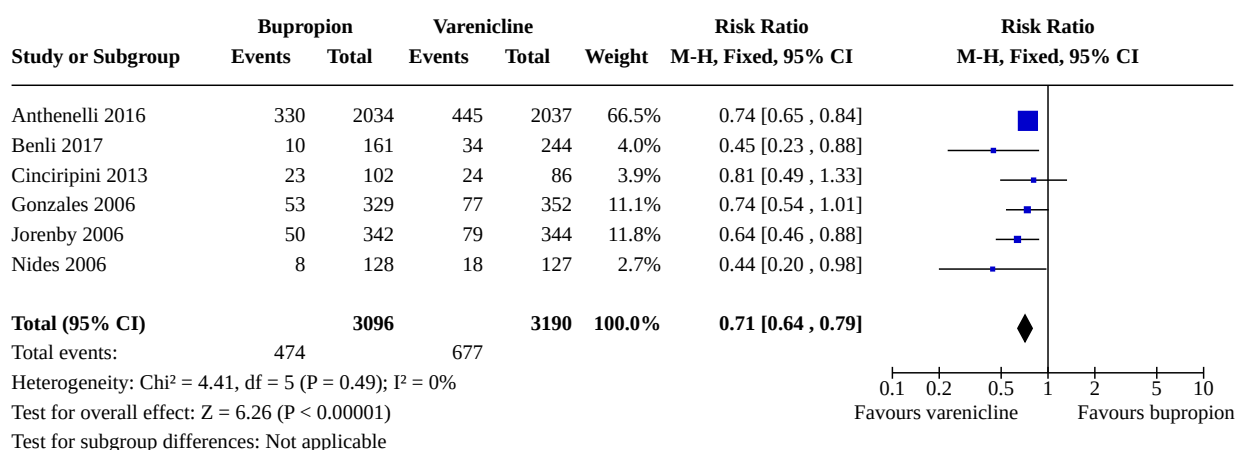 Bupropion Varenicline Risk Ratio Risk Ratio
Study or Subgroup Events Total Events Total Weight M-H, Fixed, 95% CI M-H, Fixed, 95% CI
Anthenelli 2016 330 2034 445 2037 66.5% 0.74 [0.65 , 0.84]
Benli 2017 10 161 34 244 4.0% 0.45 [0.23 , 0.88]
Cinciripini 2013 23 102 24 86 3.9% 0.81 [0.49 , 1.33]
Gonzales 2006 53 329 77 352 11.1% 0.74 [0.54 , 1.01]
Jorenby 2006 50 342 79 344 11.8% 0.64 [0.46 , 0.88]
Nides 2006 8 128 18 127 2.7% 0.44 [0.20 , 0.98]
Total (95% CI) 3096 3190 100.0% 0.71 [0.64 , 0.79]
Total events: 474 677
Heterogeneity: Chi² = 4.41, df = 5 (P = 0.49); I² = 0%
0.1 0.2 0.5 1 2 5 10
Test for overall effect: Z = 6.26 (P < 0.00001)
Favours varenicline Favours bupropion
Test for subgroup differences: Not applicable